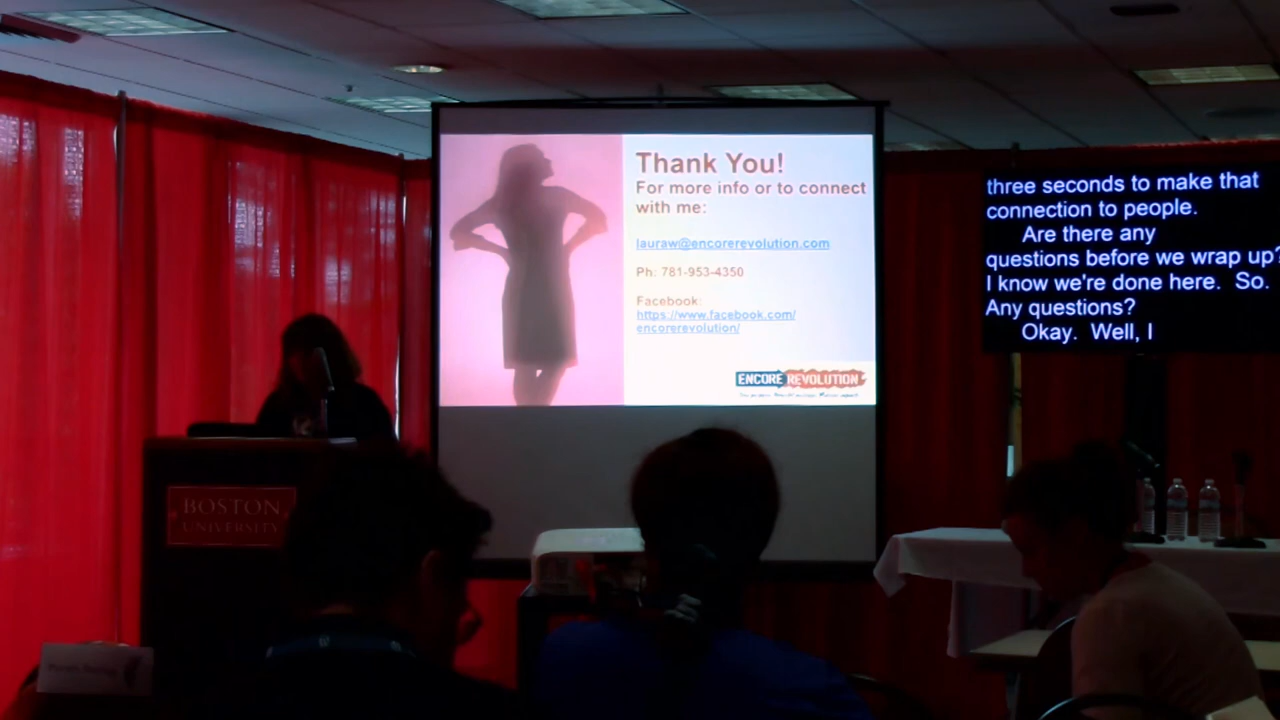 Thank You!
For more info or to connect
with me:
lauraw@encorerevolution.com
Ph: 781-953-4350
Facebook:
https://www.facebook.com/
encorerevolution/
ENCORE REVOLUTION
three seconds to make that
connection to people.
Are there any
questions before we wrap up?
I know we're done here. So.
Any questions?
Okay. Well, I
BOSTON
UNIVERSITY